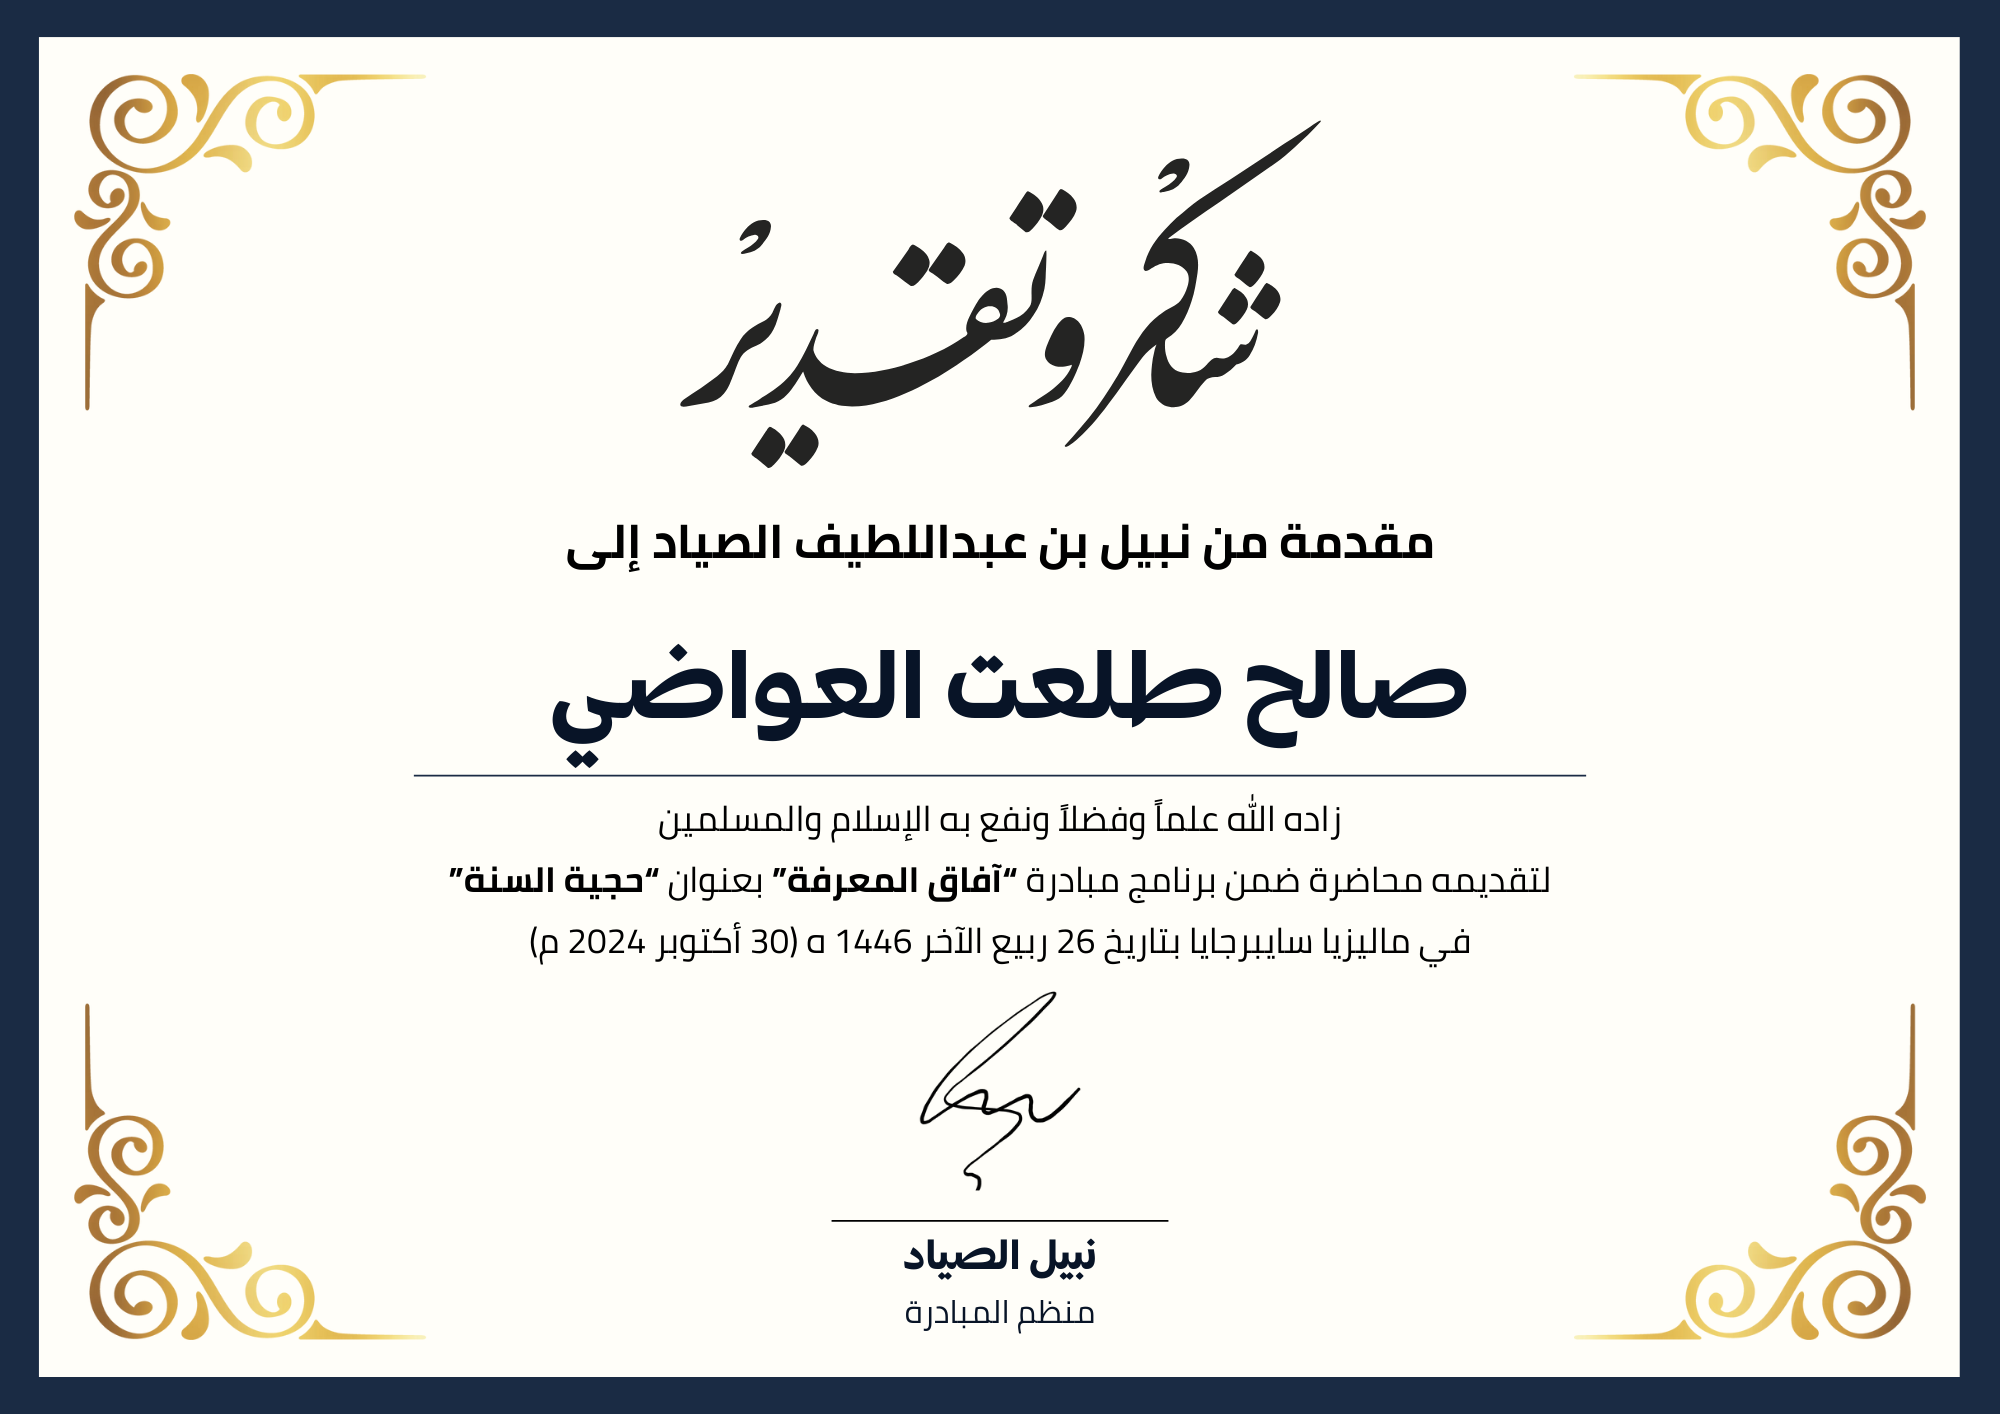 شكر وتقدير
مقدمة من نبيل بن عبداللطيف الصياد إلى
صالح طلعت العواضي
زاده الله علماً وفضلاً ونفع به الإسلام والمسلمين
لتقديمه محاضرة ضمن برنامج مبادرة “آفاق المعرفة” بعنوان “حجية السنة”
في ماليزيا سايبرجايا بتاريخ 26 ربيع الآخر 1446 ه (30 أكتوبر 2024 م)
نبيل الصياد
منظم المبادرة